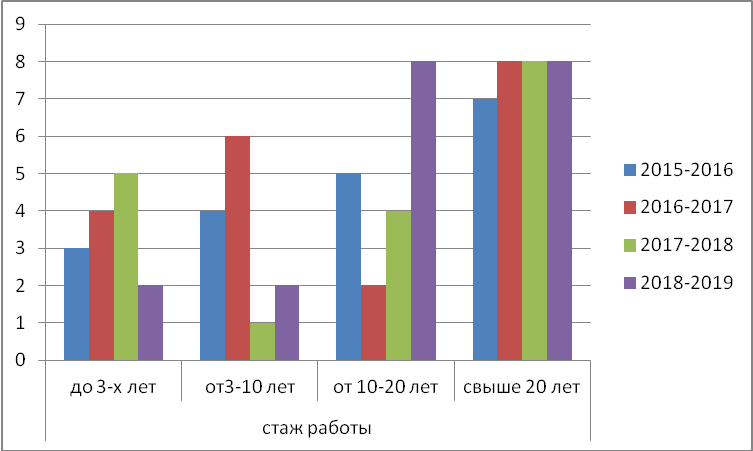 9
8
7
6
5
4
3
2
1
0
до 3-х лет
от3-10 лет
от 10-20 лет
свыше 20 лет
стаж работы
2015-2016
2016-2017
2017-2018
2018-2019